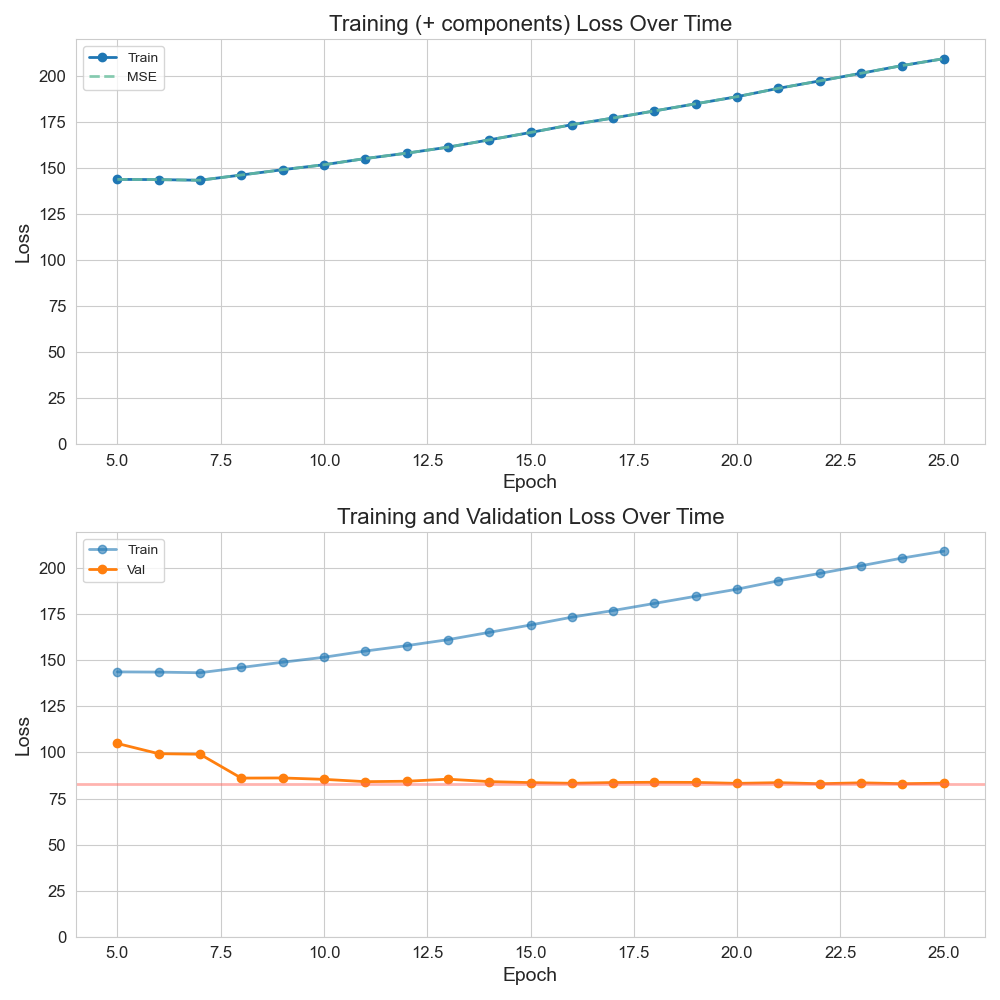 Training (+ components) Loss Over Time
Train
MSE
200
175
150
125
100
75
50
25
0
Loss
5.0 7.5 10.0 12.5 15.0 17.5 20.0 22.5 25.0
Epoch
Training and Validation Loss Over Time
Train
Val
200
175
150
125
100
75
50
25
0
Loss
5.0 7.5 10.0 12.5 15.0 17.5 20.0 22.5 25.0
Epoch